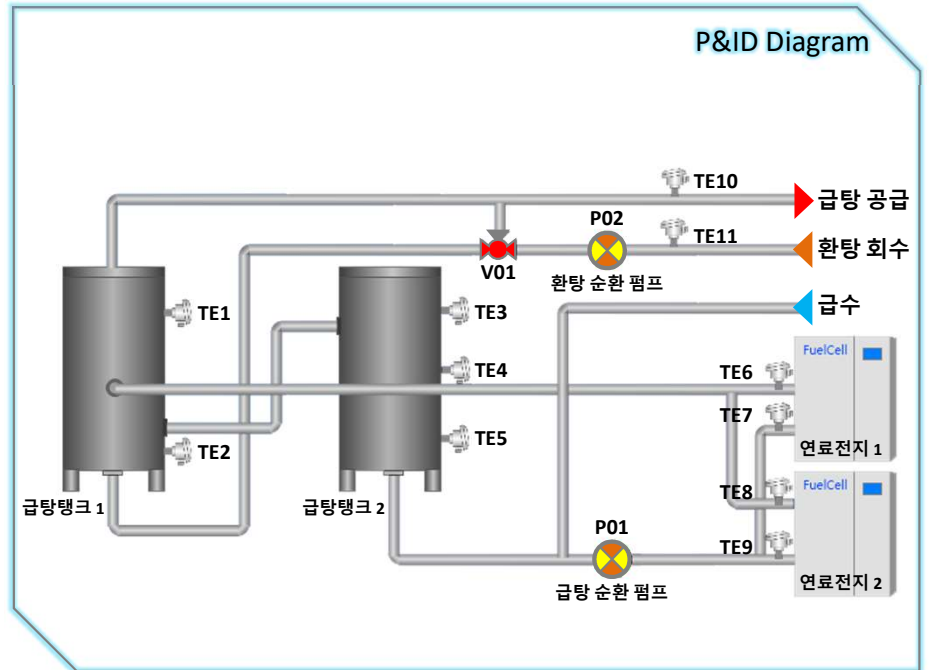 P&ID Diagram
TE10
급탕 공급
P02
TE11
환탕 회수
V01
환탕 순환 펌프
TE1
TE3
급수
FuelCell
TE4
TE6
TE7
연료전지 1
TE2
TE5
급탕탱크 1
급탕탱크 2
FuelCell
TE8
P01
TE9
급탕 순환 펌프
연료전지 2